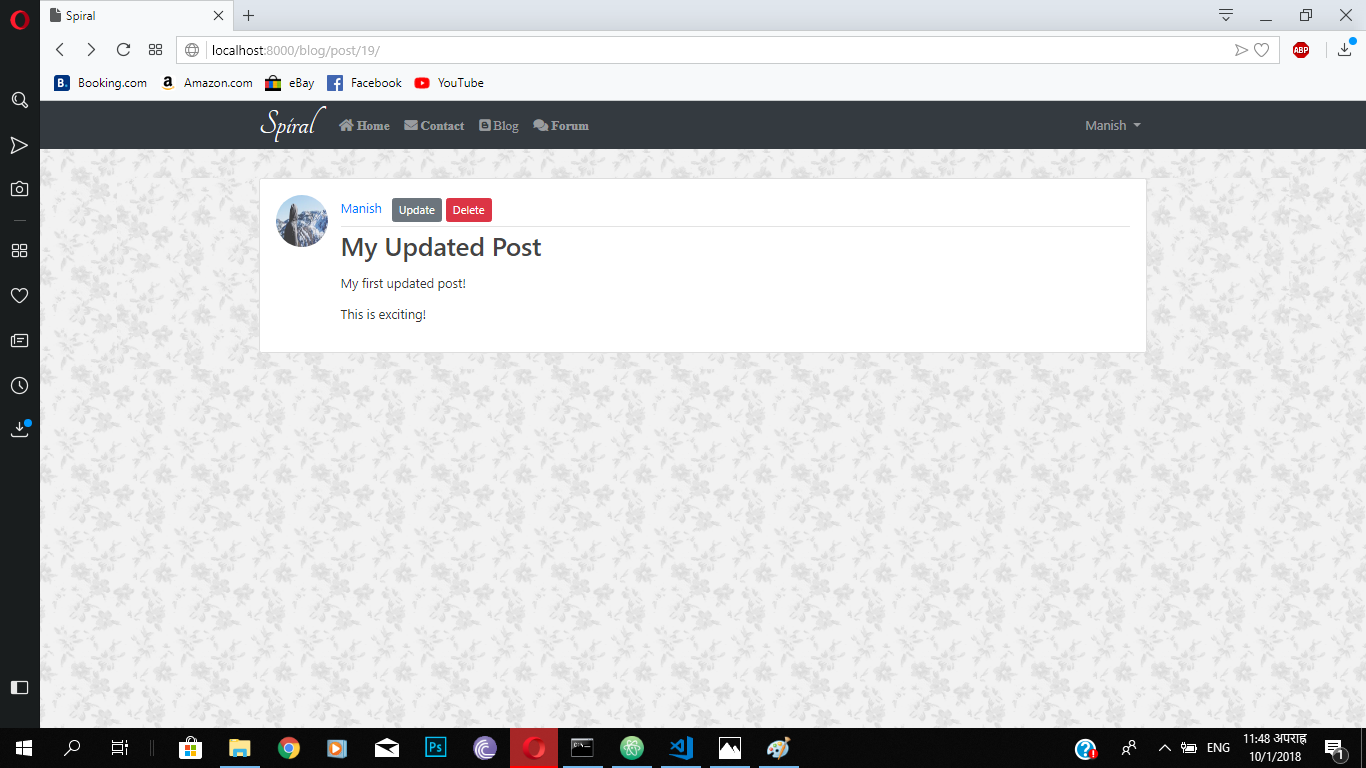 Spiral
localhost:8000/blog/post/19/
ABP
B. Booking.com a Amazon.com eBay Facebook YouTube
Spiral Home Contact Blog Forum Manish
Manish Update Delete
My Updated Post
My first updated post!
This is exciting!
Ps
C:\_
ENG
11:48 अपराह्न
10/1/2018
1